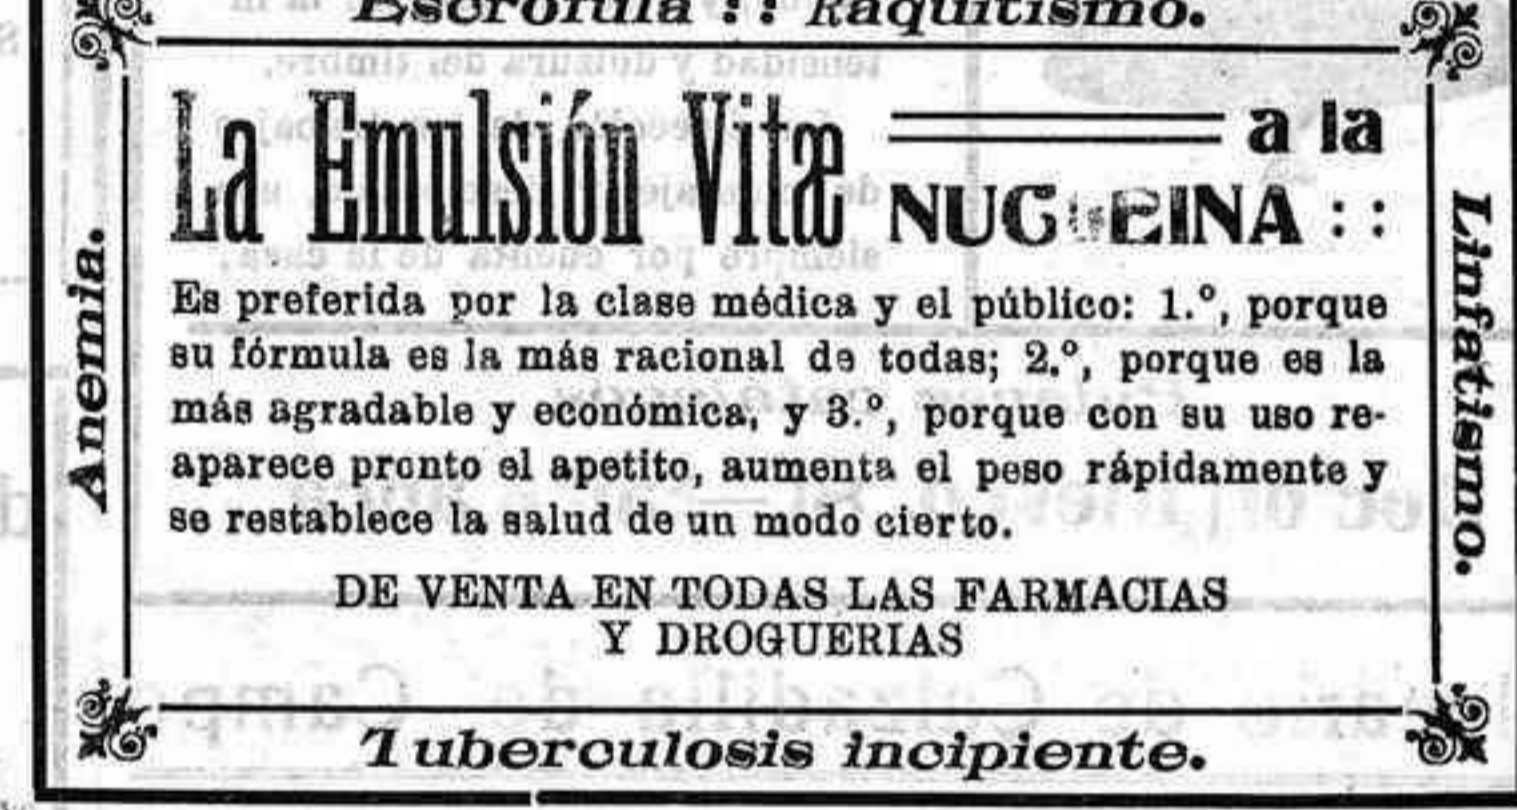 Escrófula :: Raquitismo.
La Emulsión Vitæ a la
NUCLEINA ::
Anemia.
Es preferida por la clase médica y el público: 1.º, porque
su fórmula es la más racional de todas; 2.º, porque es la
más agradable y económica, y 3.º, porque con su uso re-
aparece pronto el apetito, aumenta el peso rápidamente y
se restablece la salud de un modo cierto.
DE VENTA EN TODAS LAS FARMACIAS
Y DROGUERIAS
Linfatismo.
Tuberculosis incipiente.